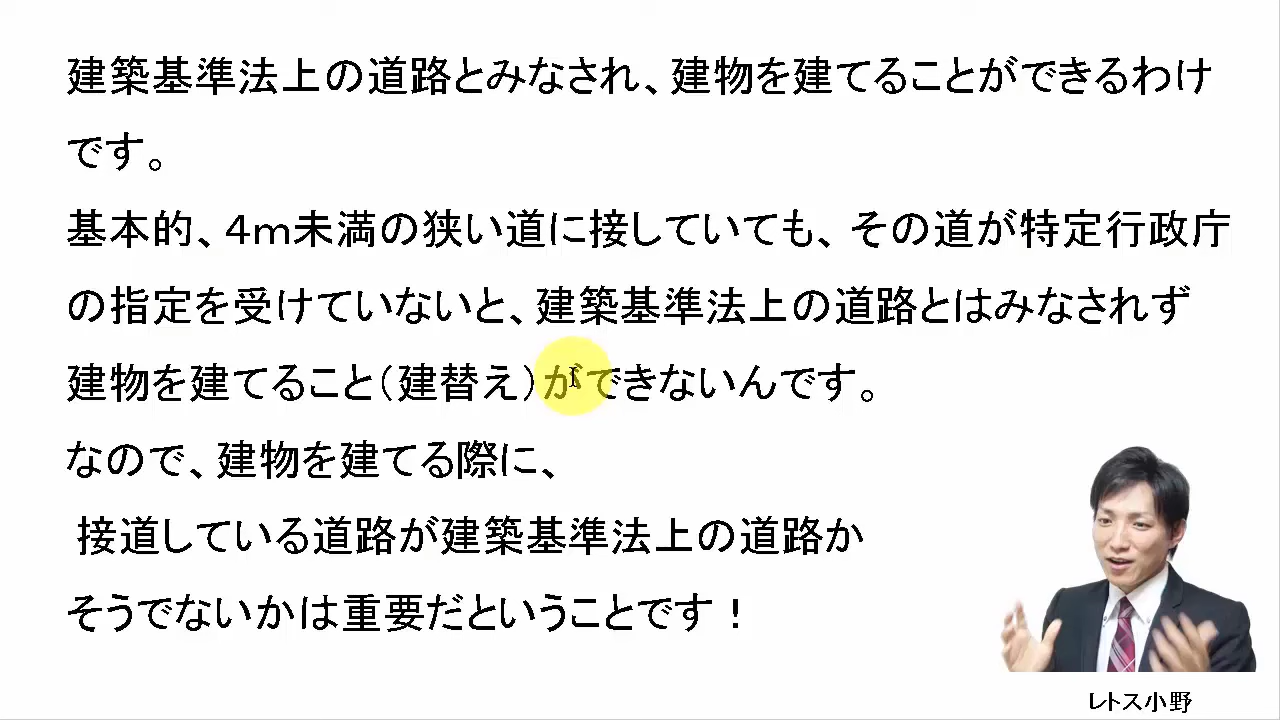 建築基準法上の道路とみなされ、建物を建てることができるわけ
です。
基本的、４ｍ未満の狭い道に接していても、その道が特定行政庁
の指定を受けていないと、建築基準法上の道路とはみなされず
建物を建てること（建替え）ができないんです。
なので、建物を建てる際に、
接道している道路が建築基準法上の道路か
そうでないかは重要だということです！
レトス小野